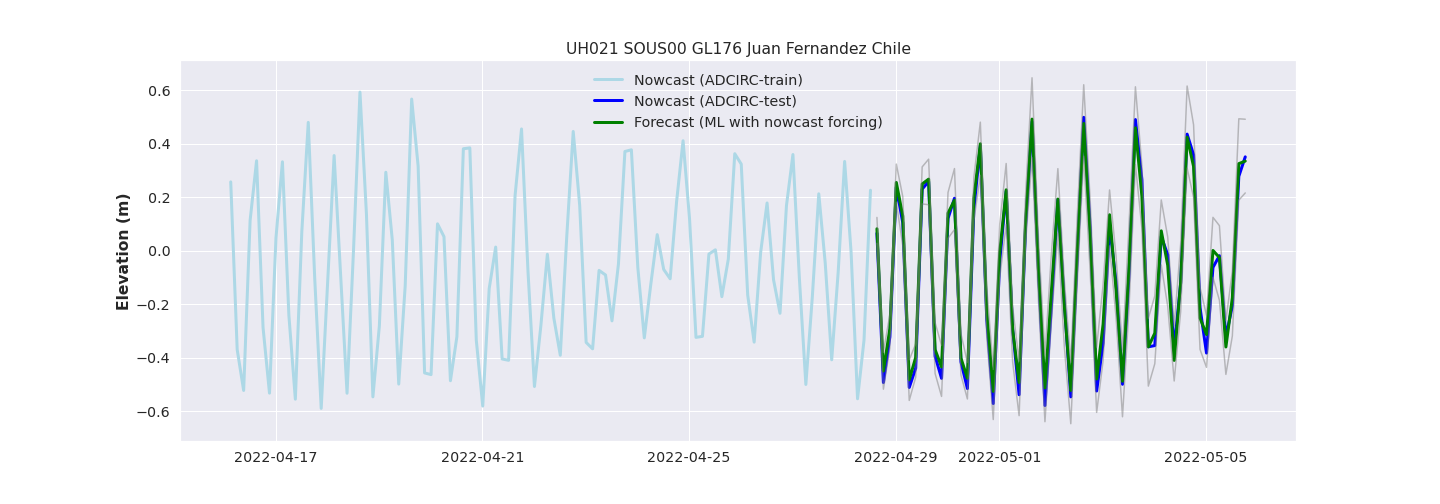 UH021 SOUS00 GL176 Juan Fernandez Chile
Nowcast (ADCIRC-train)
Nowcast (ADCIRC-test)
Forecast (ML with nowcast forcing)
Elevation (m)
0.6
0.4
0.2
0.0
−0.2
−0.4
−0.6
2022-04-17 2022-04-21 2022-04-25 2022-04-29 2022-05-01 2022-05-05